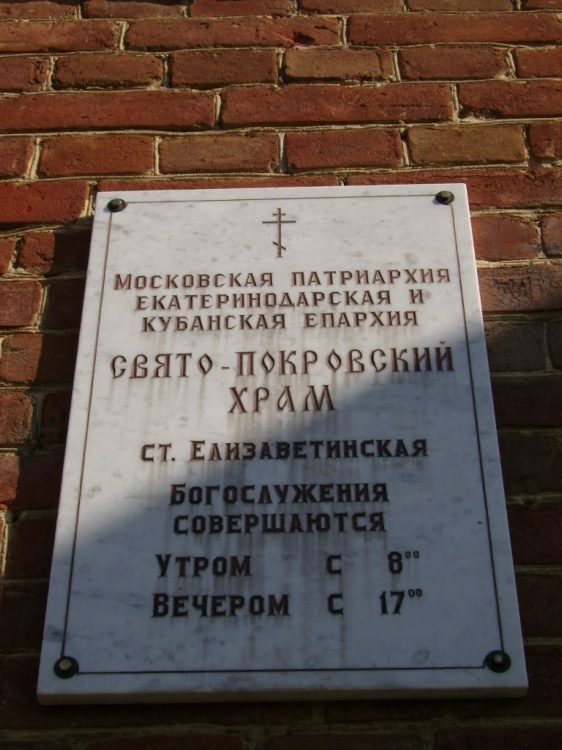 Московская патриархия
Екатеринодарская и
кубанская епархия
Свято-Покровский
храм
ст. Елизаветинская
Богослужения
совершаются
Утром с 8⁰⁰
Вечером с 17⁰⁰